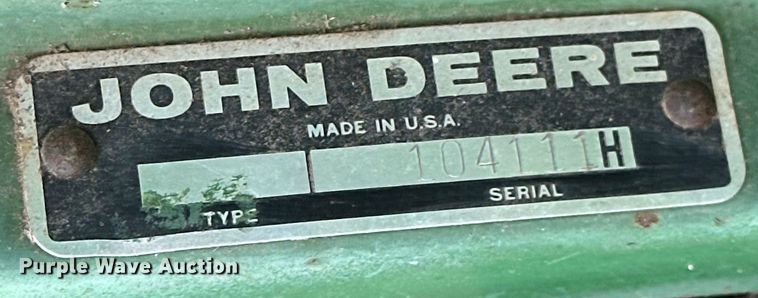 JOHN DEERE
MADE IN U.S.A.
104111H
TYPE SERIAL
Purple Wave Auction